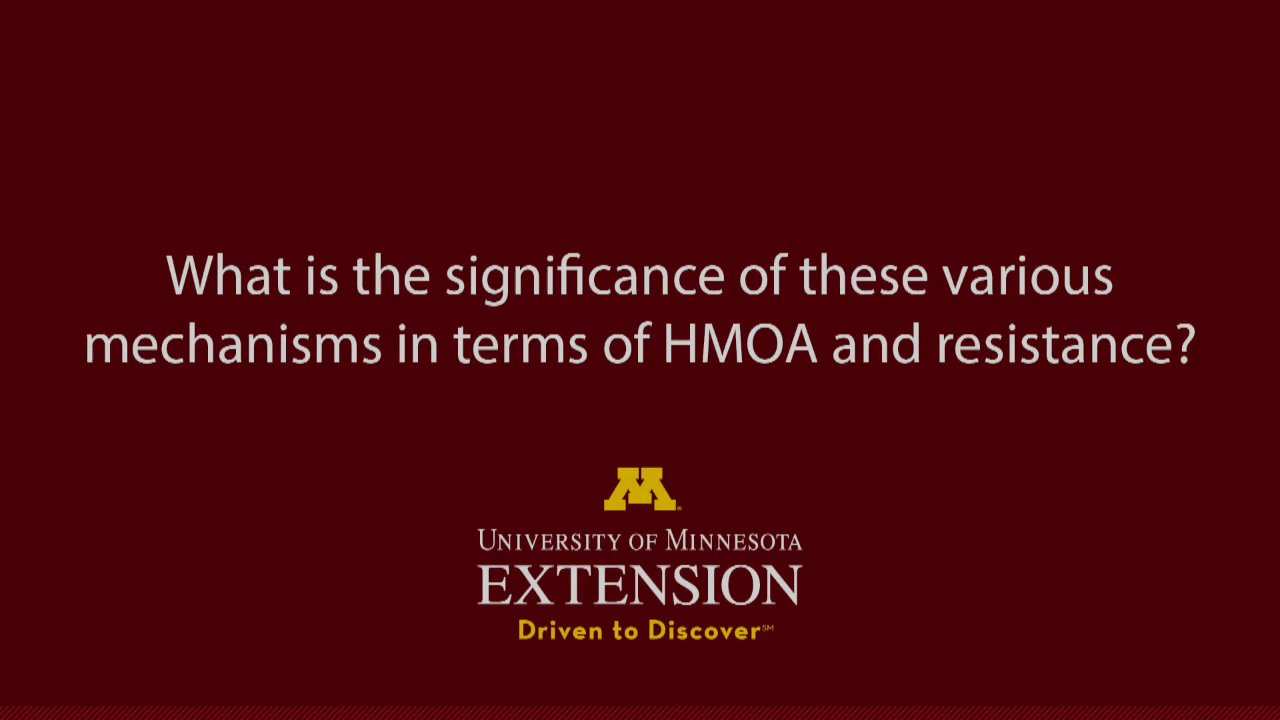 What is the significance of these various
mechanisms in terms of HMOA and resistance?
M
UNIVERSITY OF MINNESOTA
EXTENSION
Driven to Discover℠